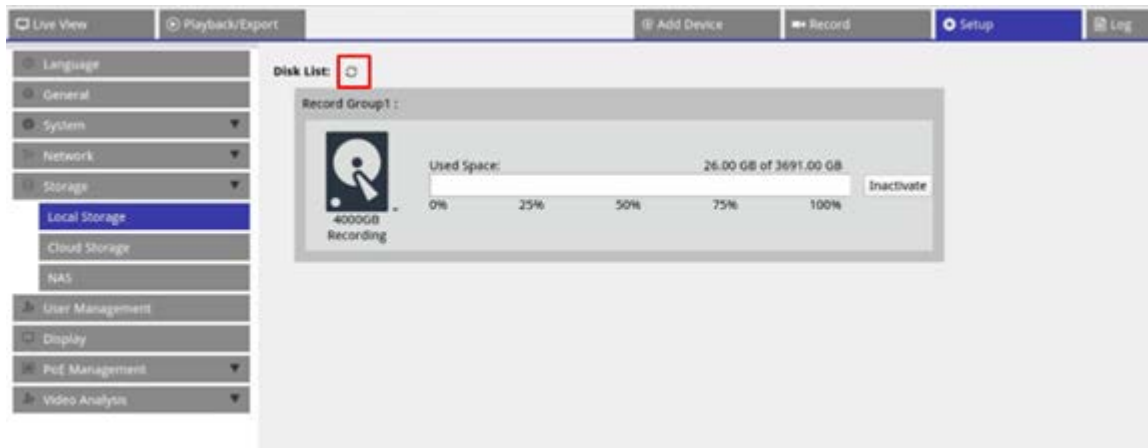 Live View
Playback/Export
Add Device
Record
Setup
Log
Language
General
System
Network
Storage
Local Storage
Cloud Storage
NAS
User Management
Display
PoE Management
Video Analysis
Disk List:
Record Group1 :
Used Space: 26.00 GB of 3691.00 GB
Inactivate
0% 25% 50% 75% 100%
4000GB
Recording